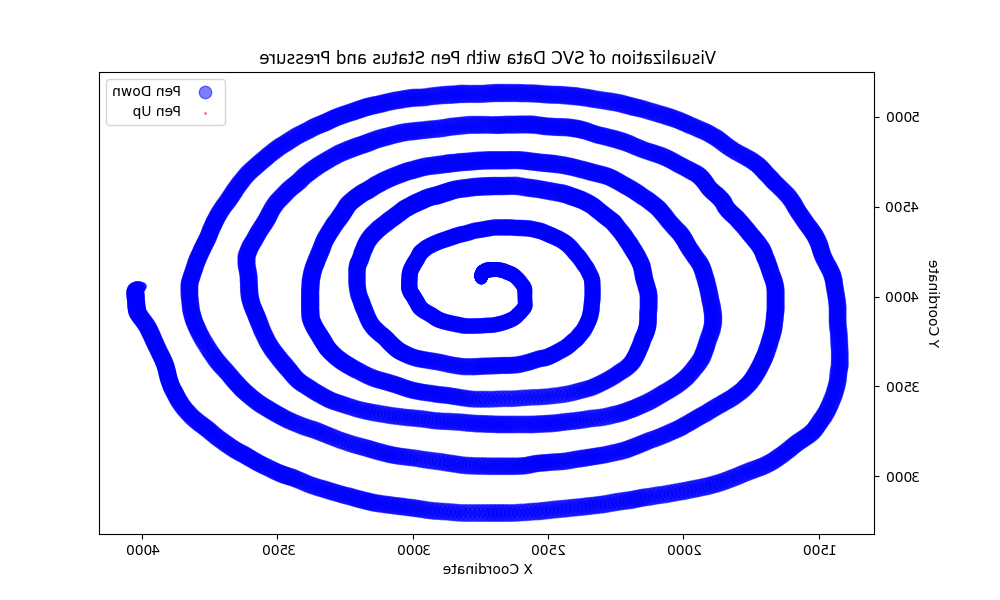 Visualization of SVC Data with Pen Status and Pressure
Pen Down
Pen Up
5000
4500
4000
3500
3000
Y Coordinate
4000 3500 3000 2500 2000 1500
X Coordinate